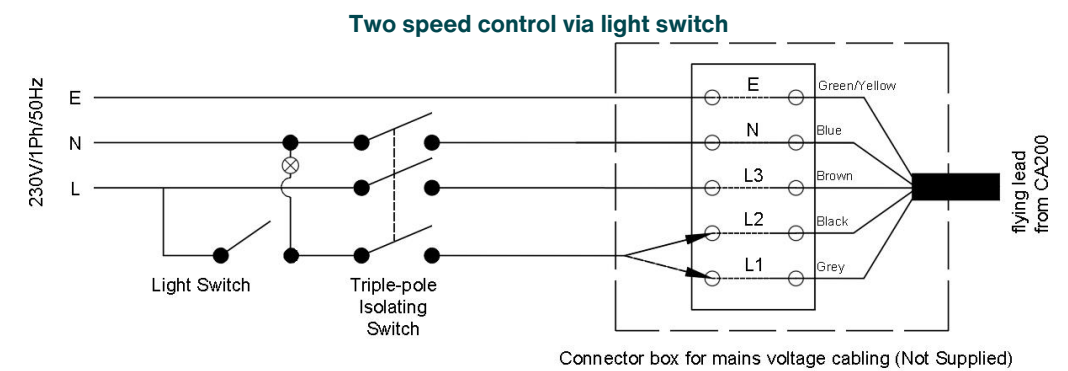 Two speed control via light switch
230V/1Ph/50Hz
E
N
L
E
N
L3
L2
L1
Green/Yellow
Blue
Brown
Black
Grey
flying lead
from CA200
Light Switch
Triple-pole
Isolating
Switch
Connector box for mains voltage cabling (Not Supplied)